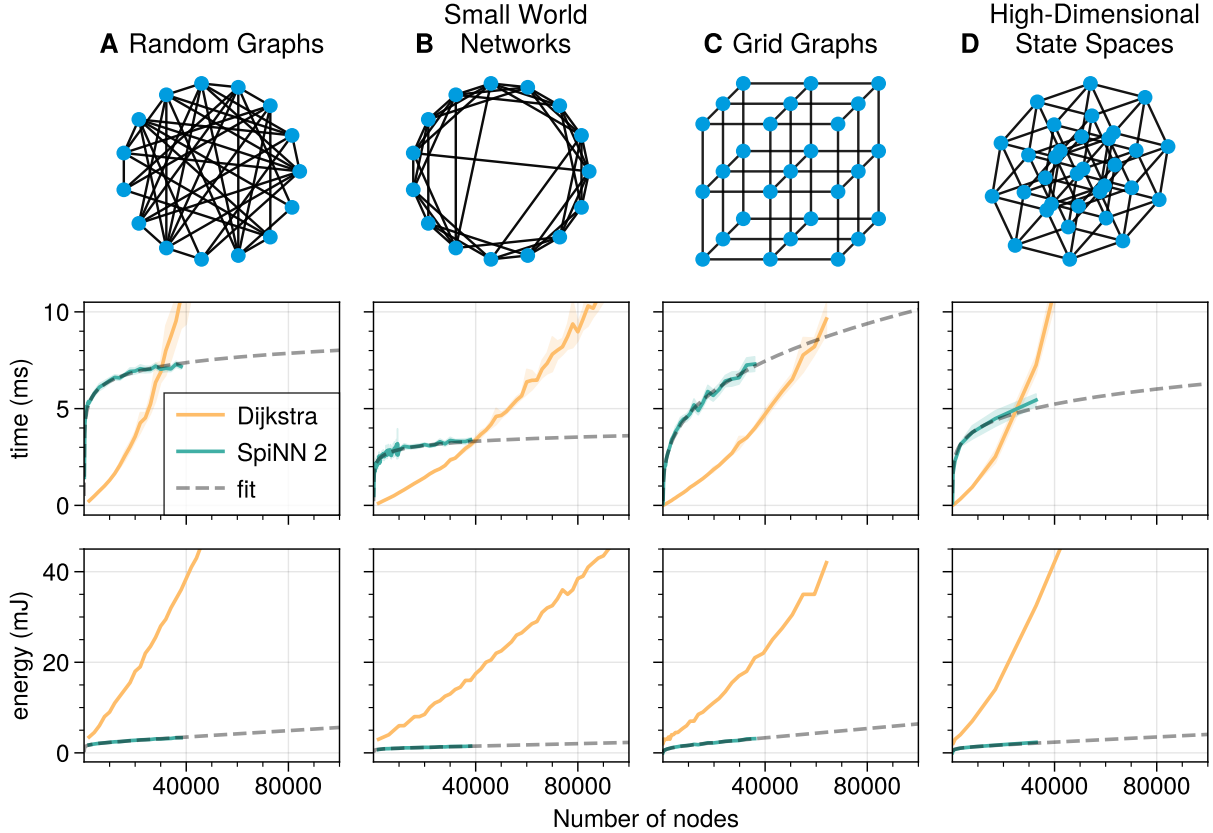 A Random Graphs
B Small World
Networks
C Grid Graphs
D High-Dimensional
State Spaces
time (ms)
10
5
0
Dijkstra
SpiNN 2
fit
energy (mJ)
40
20
0
40000 80000 40000 80000 40000 80000 40000 80000
Number of nodes